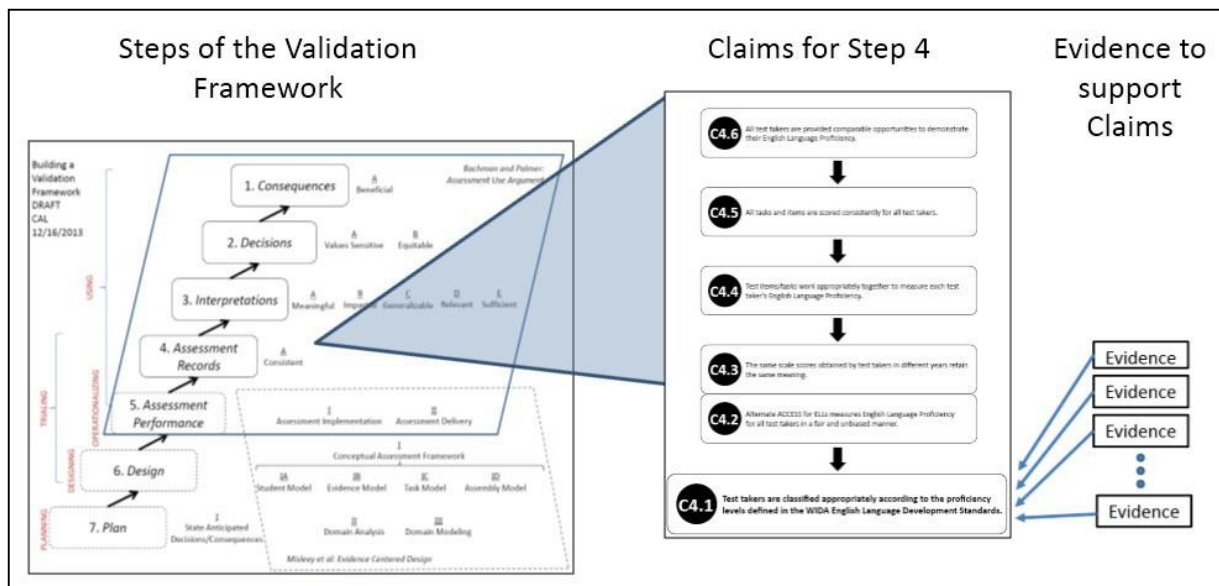 Steps of the Validation
Framework
Claims for Step 4
Evidence to
support
Claims
Building a
Validation
Framework
DRAFT
CAL
12/16/2013
Bachman and Palmer:
Assessment Use Argument
1. Consequences
A
Beneficial
2. Decisions
A
Values Sensitive
B
Equitable
3. Interpretations
A
Meaningful
B
Impartial
C
Generalizable
D
Relevant
E
Sufficient
4. Assessment
Records
A
Consistent
5. Assessment
Performance
I
Assessment Implementation
II
Assessment Delivery
I
Conceptual Assessment Framework
IA
Student Model
IB
Evidence Model
IC
Task Model
ID
Assembly Model
6. Design
II
Domain Analysis
III
Domain Modeling
7. Plan
I
State Anticipated
Decisions/Consequences
Mislevy et al: Evidence Centered Design
USING
TRIALING
OPERATIONALIZING
DESIGNING
PLANNING
C4.6
All test takers are provided comparable opportunities to demonstrate
their English Language Proficiency.
C4.5
All tasks and items are scored consistently for all test takers.
C4.4
Test items/tasks work appropriately together to measure each test
taker's English Language Proficiency.
C4.3
The same scale scores obtained by test takers in different years retain
the same meaning.
C4.2
Alternate ACCESS for ELLs measures English Language Proficiency
for all test takers in a fair and unbiased manner.
C4.1
Test takers are classified appropriately according to the proficiency
levels defined in the WIDA English Language Development Standards.
Evidence
Evidence
Evidence
Evidence